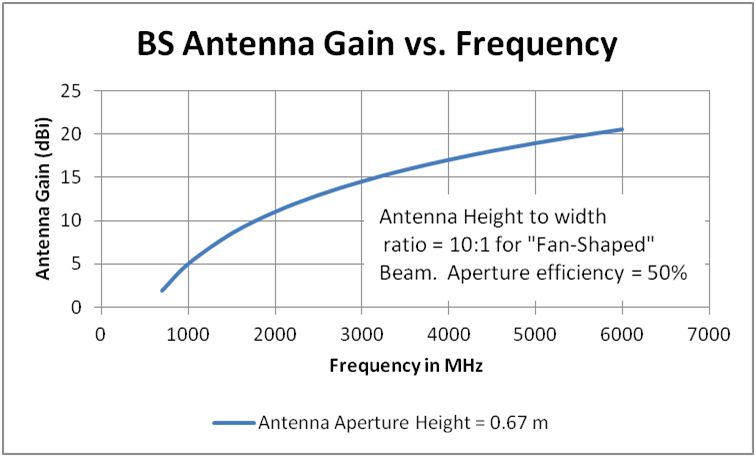 BS Antenna Gain vs. Frequency
Antenna Gain (dBi)
25
20
15
10
5
0
Antenna Height to width
ratio = 10:1 for "Fan-Shaped"
Beam.  Aperture efficiency = 50%
0 1000 2000 3000 4000 5000 6000 7000
Frequency in MHz
Antenna Aperture Height = 0.67 m